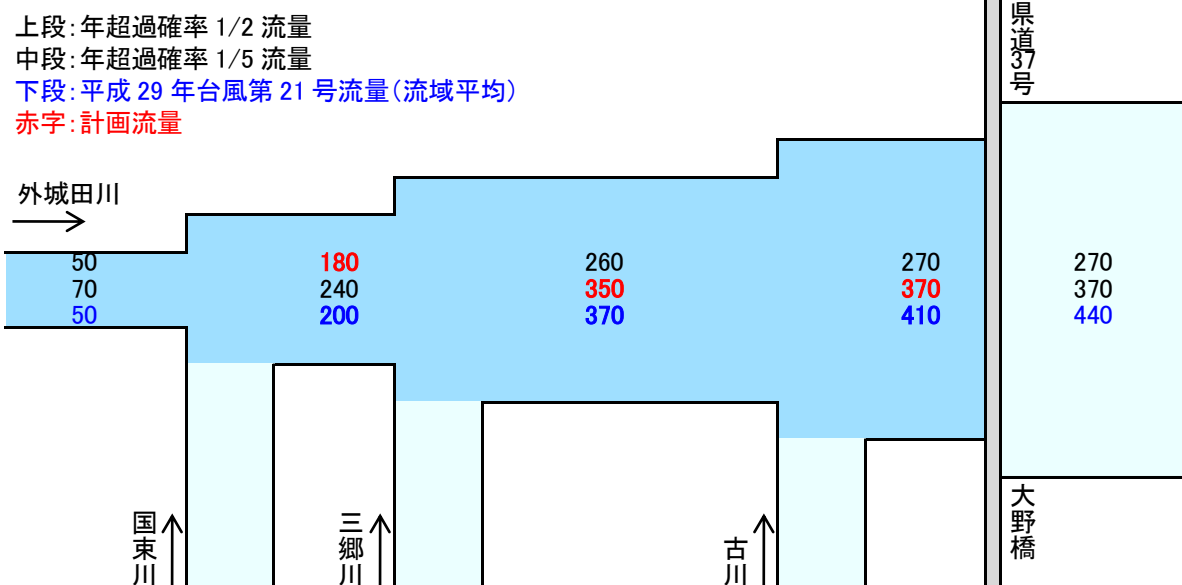 上段：年超過確率 1/2 流量
中段：年超過確率 1/5 流量
下段：平成 29 年台風第 21 号流量（流域平均）
赤字：計画流量
県道37号
外城田川
50 180 260 270 270
70 240 350 370 370
50 200 370 410 440
国東川
三郷川
古川
大野橋